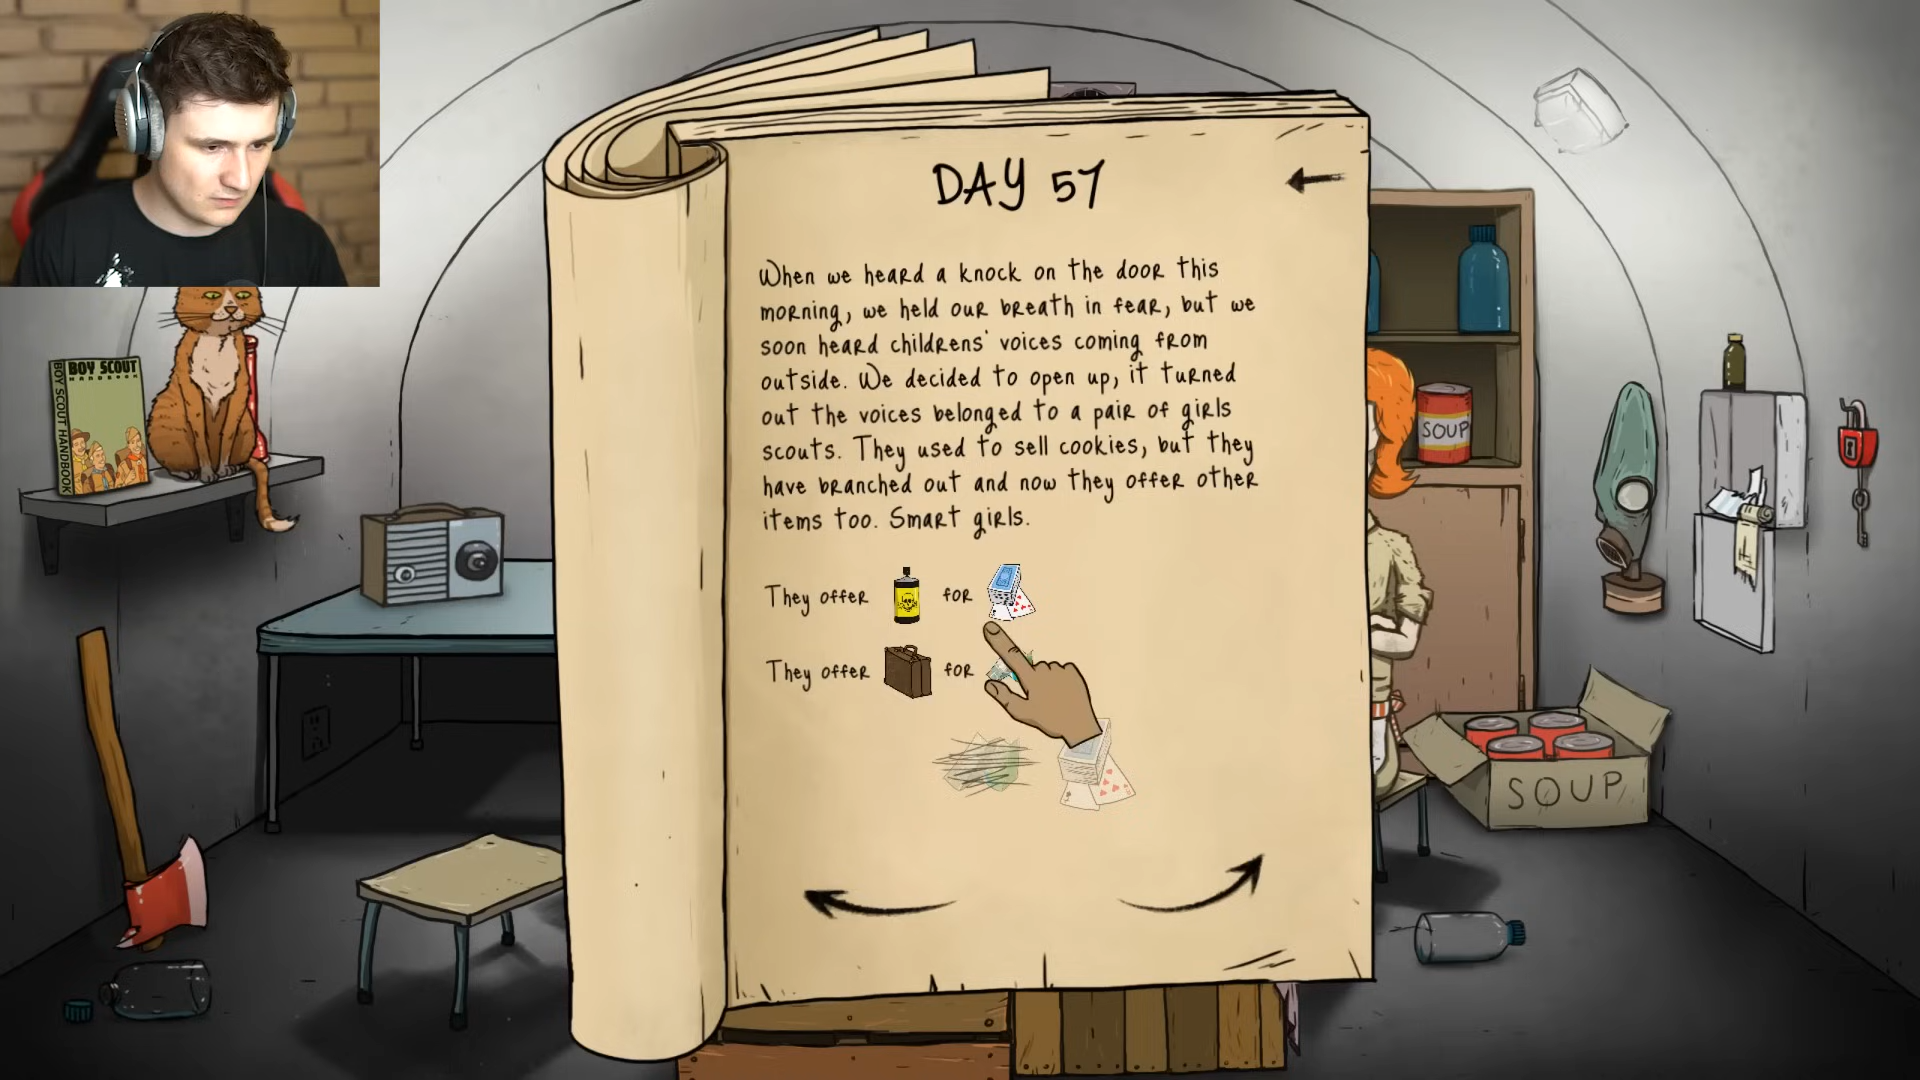 DAY 57
When we heard a knock on the door this
morning, we held our breath in fear, but we
soon heard childrens' voices coming from
outside. We decided to open up, it turned
out the voices belonged to a pair of girls
scouts. They used to sell cookies, but they
have branched out and now they offer other
items too. Smart girls.
They offer for
They offer for
BOY SCOUT
HANDBOOK
BOY SCOUT HANDBOOK
SOUP
SOUP